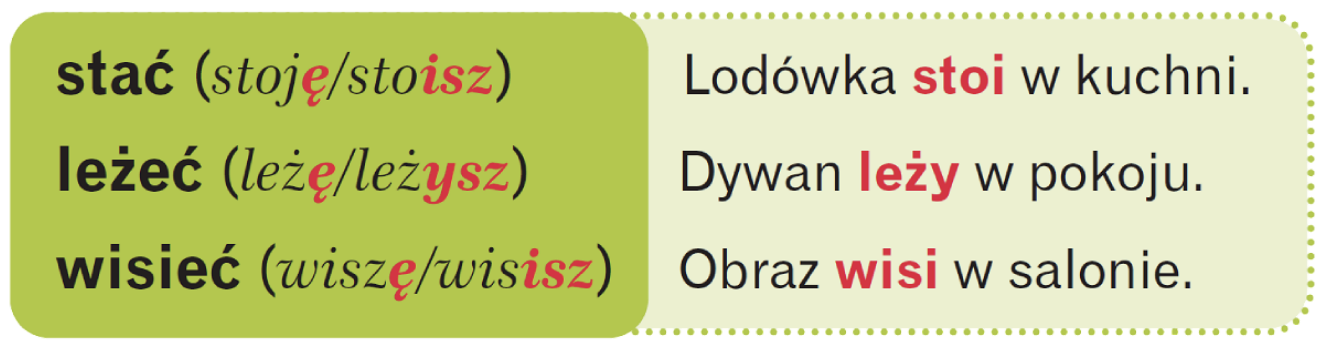 stać (stoję/stoisz) Lodówka stoi w kuchni.
leżeć (leżę/leżysz) Dywan leży w pokoju.
wisieć (wiszę/wisisz) Obraz wisi w salonie.